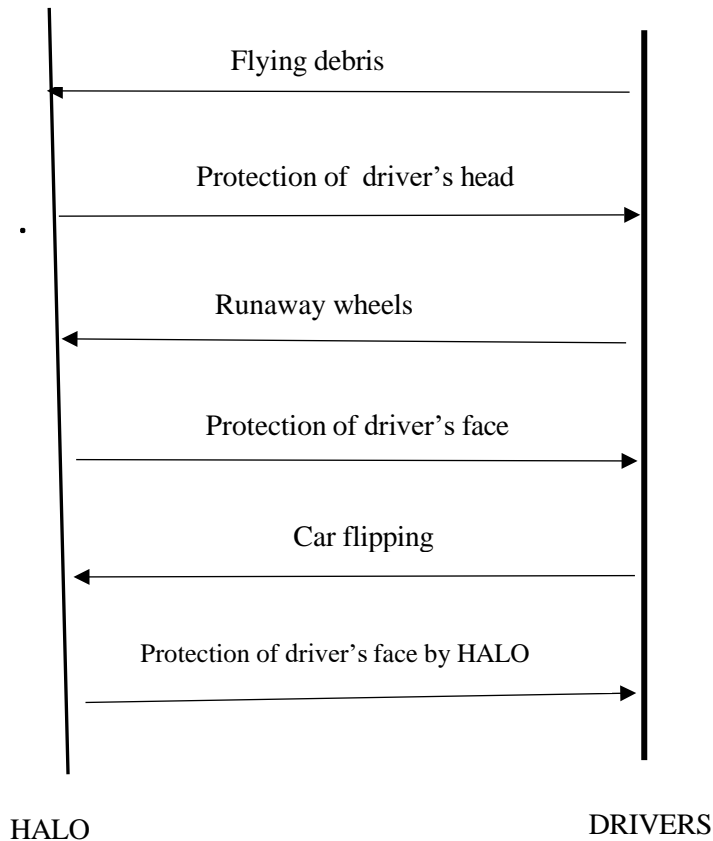 Flying debris
Protection of driver’s head
Runaway wheels
Protection of driver’s face
Car flipping
Protection of driver’s face by HALO
HALO
DRIVERS